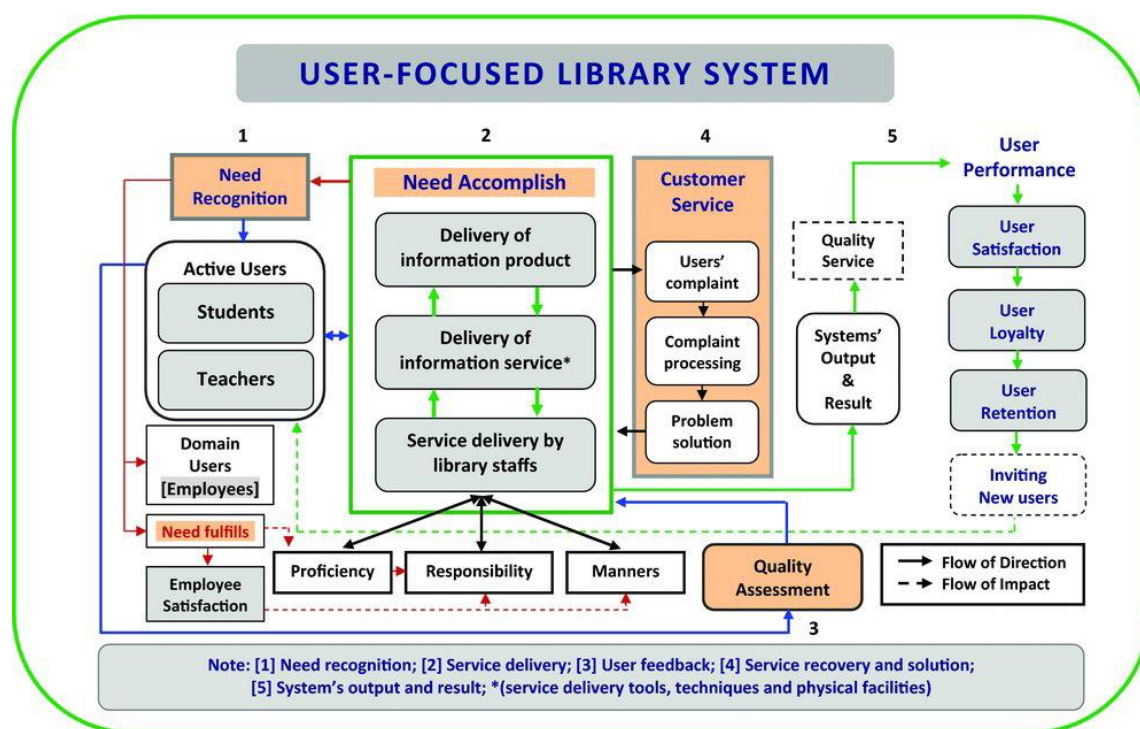 USER-FOCUSED LIBRARY SYSTEM
1
Need
Recognition
Active Users
Students
Teachers
Domain
Users
[Employees]
Need fulfills
Employee
Satisfaction
2
Need Accomplish
Delivery of
information product
Delivery of
information service*
Service delivery by
library staffs
Proficiency
Responsibility
Manners
4
Customer
Service
Users'
complaint
Complaint
processing
Problem
solution
Quality
Assessment
3
5
Quality
Service
Systems'
Output
&
Result
User
Performance
User
Satisfaction
User
Loyalty
User
Retention
Inviting
New users
Flow of Direction
Flow of Impact
Note: [1] Need recognition; [2] Service delivery; [3] User feedback; [4] Service recovery and solution;
[5] System's output and result; *(service delivery tools, techniques and physical facilities)